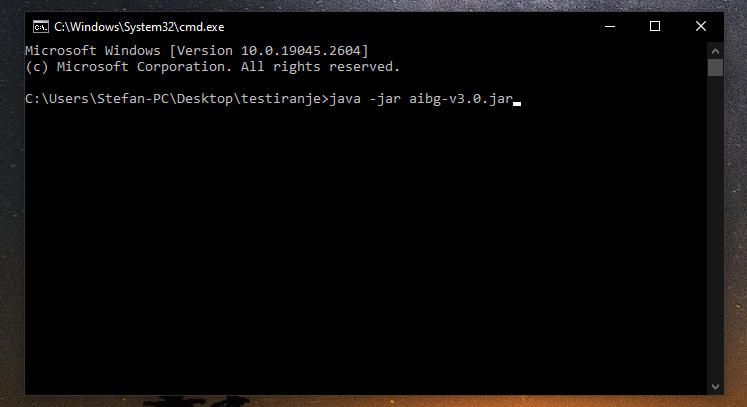 C:\Windows\System32\cmd.exe
Microsoft Windows [Version 10.0.19045.2604]
(c) Microsoft Corporation. All rights reserved.
C:\Users\Stefan-PC\Desktop\testiranje>java -jar aibg-v3.0.jar